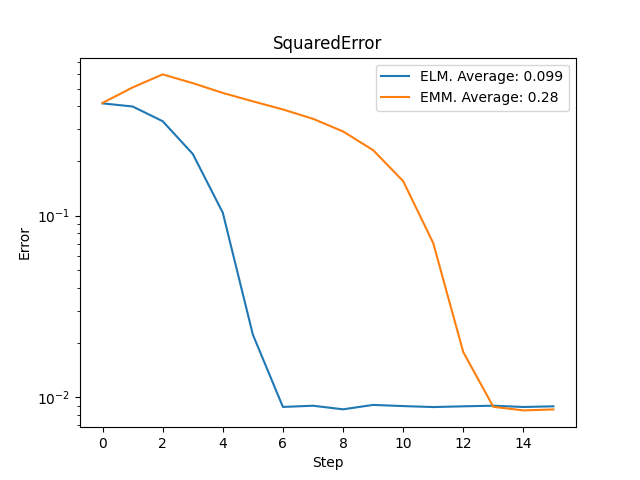 SquaredError
ELM. Average: 0.099
EMM. Average: 0.28
Error
10⁻¹
10⁻²
0 2 4 6 8 10 12 14
Step